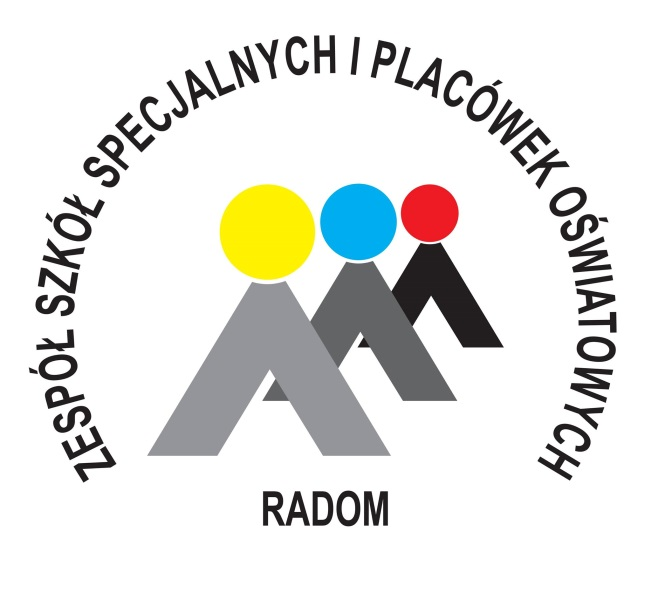 ZESPÓŁ SZKÓŁ SPECJALNYCH I PLACÓWEK OŚWIATOWYCH
RADOM